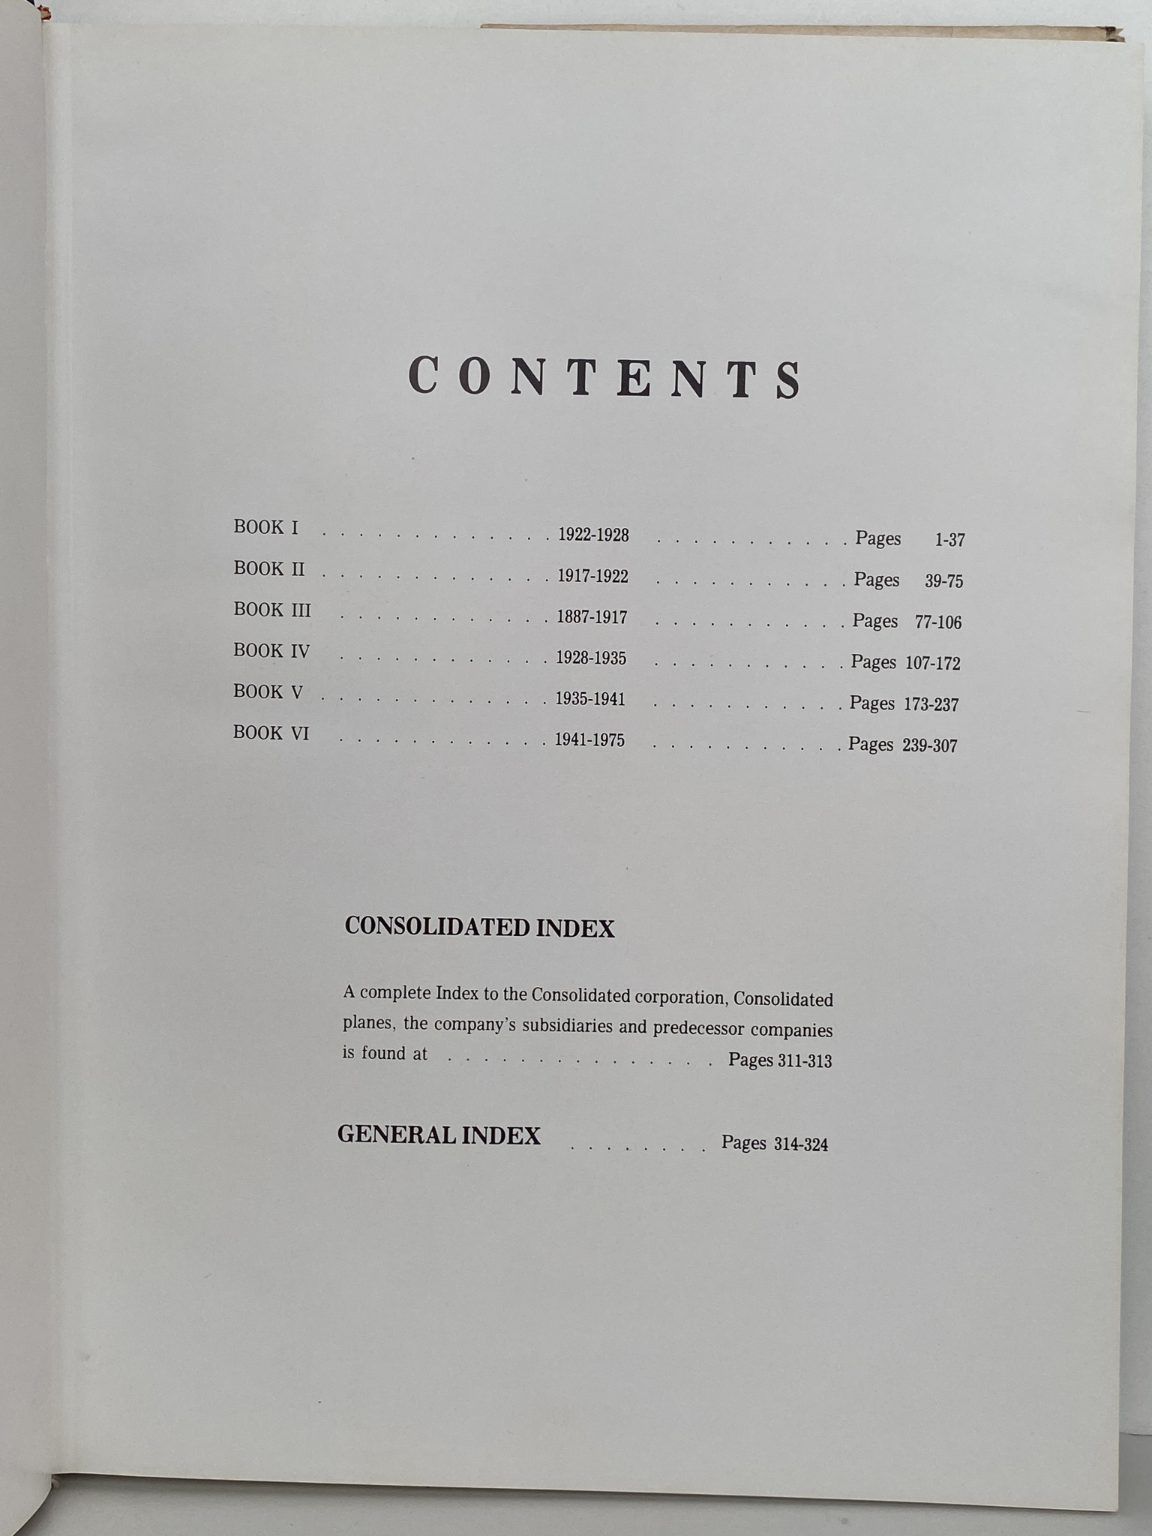 CONTENTS
BOOK I . . . . . . . . . . . . . 1922-1928 . . . . . . . . . . . Pages 1-37
BOOK II . . . . . . . . . . . . . 1917-1922 . . . . . . . . . . . Pages 39-75
BOOK III . . . . . . . . . . . . 1887-1917 . . . . . . . . . . . Pages 77-106
BOOK IV . . . . . . . . . . . . 1928-1935 . . . . . . . . . . . Pages 107-172
BOOK V . . . . . . . . . . . . . 1935-1941 . . . . . . . . . . . Pages 173-237
BOOK VI . . . . . . . . . . . . 1941-1975 . . . . . . . . . . . Pages 239-307
CONSOLIDATED INDEX
A complete Index to the Consolidated corporation, Consolidated
planes, the company's subsidiaries and predecessor companies
is found at . . . . . . . . . . . . . . . Pages 311-313
GENERAL INDEX . . . . . . . . Pages 314-324